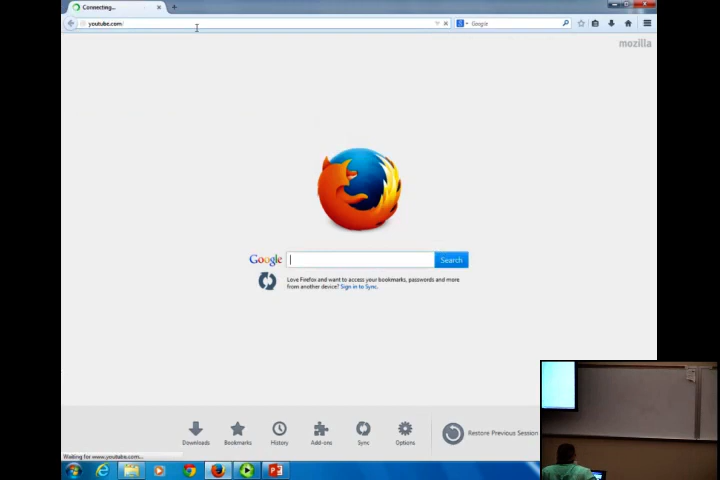 Connecting...
youtube.com/
Google
mozilla
Google
Search
Love Firefox and want to access your bookmarks, passwords and more
from another device? Sign in to Sync.
Downloads
Bookmarks
History
Add-ons
Sync
Options
Restore Previous Session
Waiting for www.youtube.com...